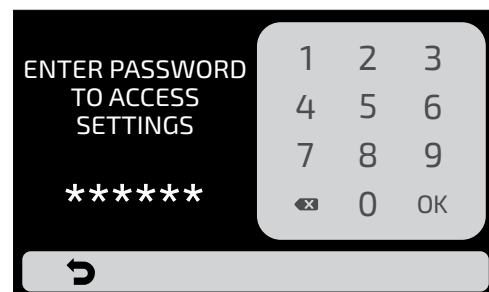 ENTER PASSWORD
TO ACCESS
SETTINGS
******
1 2 3
4 5 6
7 8 9
0 OK